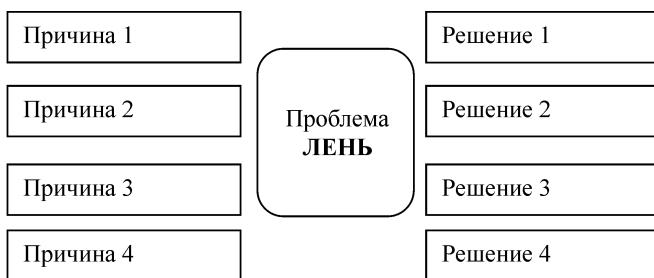 Причина 1
Решение 1
Причина 2
Проблема
ЛЕНЬ
Решение 2
Причина 3
Решение 3
Причина 4
Решение 4